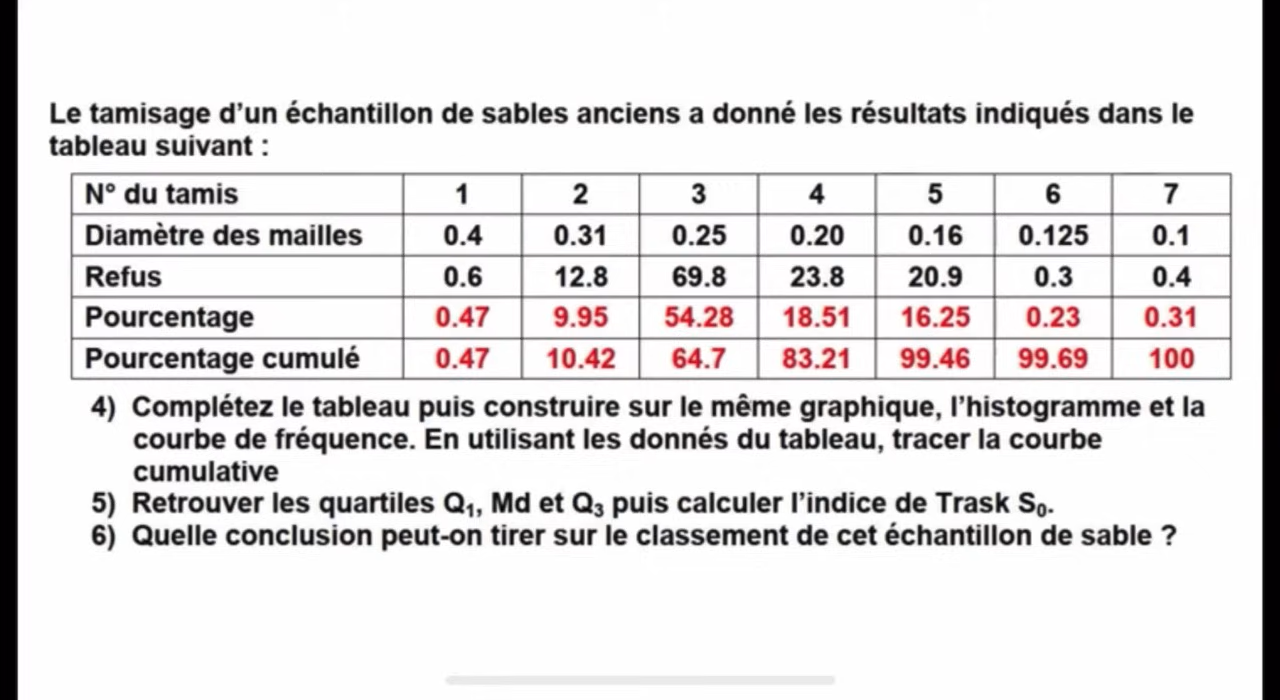 Le tamisage d'un échantillon de sables anciens a donné les résultats indiqués dans le
tableau suivant :
N° du tamis 1 2 3 4 5 6 7
Diamètre des mailles 0.4 0.31 0.25 0.20 0.16 0.125 0.1
Refus 0.6 12.8 69.8 23.8 20.9 0.3 0.4
Pourcentage 0.47 9.95 54.28 18.51 16.25 0.23 0.31
Pourcentage cumulé 0.47 10.42 64.7 83.21 99.46 99.69 100
4) Complétez le tableau puis construire sur le même graphique, l'histogramme et la
courbe de fréquence. En utilisant les donnés du tableau, tracer la courbe
cumulative
5) Retrouver les quartiles Q₁, Md et Q₃ puis calculer l'indice de Trask S₀.
6) Quelle conclusion peut-on tirer sur le classement de cet échantillon de sable ?